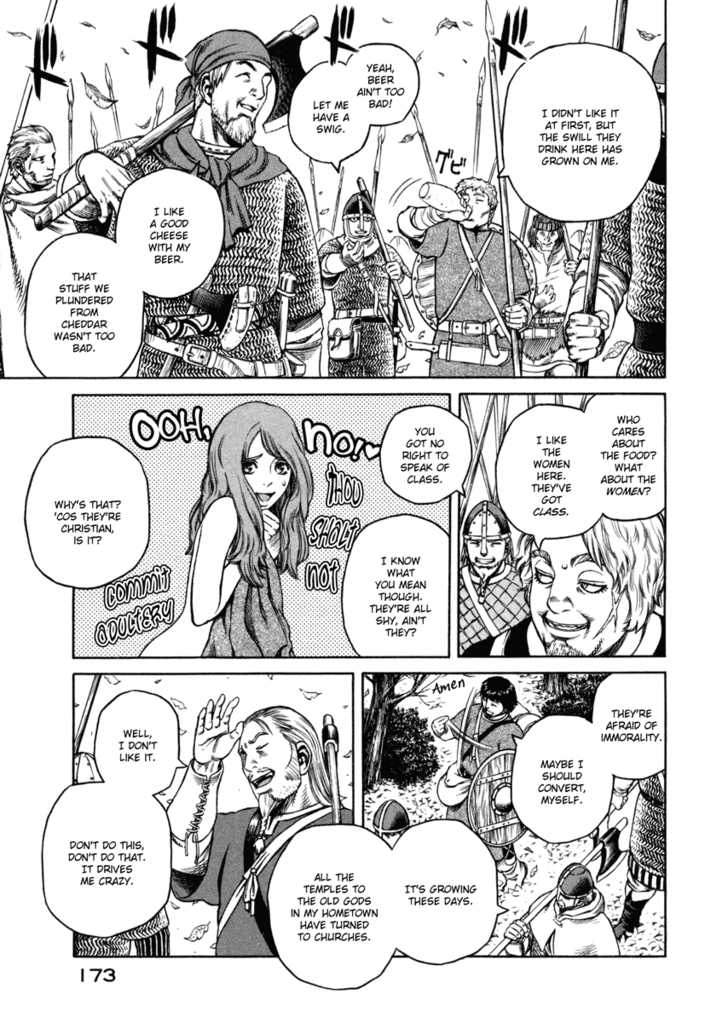 I DIDN'T LIKE IT
AT FIRST, BUT
THE SWILL THEY
DRINK HERE HAS
GROWN ON ME.
YEAH,
BEER
AIN'T TOO
BAD!
LET ME
HAVE A
SWIG.
ドドド
グビ
I LIKE
A GOOD
CHEESE
WITH MY
BEER.
THAT
STUFF WE
PLUNDERED
FROM
CHEDDAR
WASN'T TOO
BAD.
WHO
CARES
ABOUT
THE FOOD?
WHAT
ABOUT THE
WOMEN?
I LIKE
THE
WOMEN
HERE.
THEY'VE
GOT
CLASS.
YOU
GOT NO
RIGHT TO
SPEAK OF
CLASS.
OOH, NO!♥
THOU
SHALT
NOT
COMMIT
ADULTERY
I KNOW
WHAT
YOU MEAN
THOUGH.
THEY'RE ALL
SHY, AIN'T
THEY?
WHY'S THAT?
'COS THEY'RE
CHRISTIAN,
IS IT?
THEY'RE
AFRAID OF
IMMORALITY.
MAYBE I
SHOULD
CONVERT,
MYSELF.
Amen
IT'S GROWING
THESE DAYS.
ALL THE
TEMPLES TO
THE OLD GODS
IN MY HOMETOWN
HAVE TURNED
TO CHURCHES.
WELL,
I DON'T
LIKE IT.
DON'T DO THIS,
DON'T DO THAT.
IT DRIVES
ME CRAZY.
173